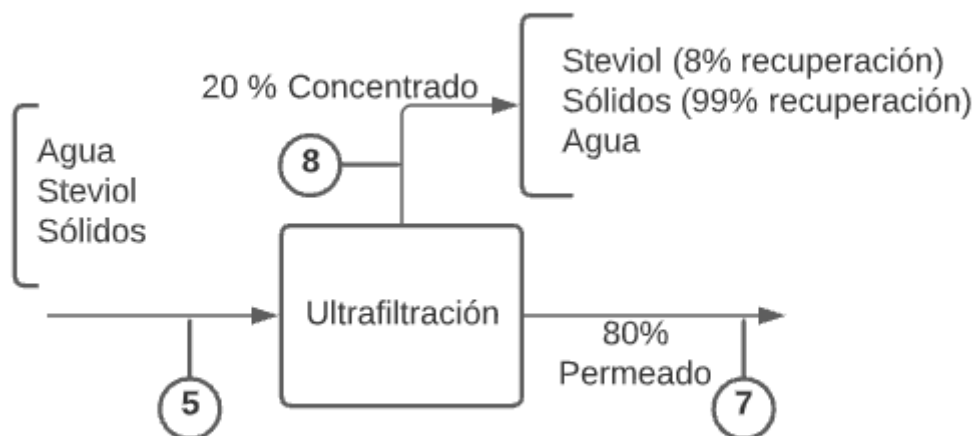 20 % Concentrado
Steviol (8% recuperación)
Sólidos (99% recuperación)
Agua
Agua
Steviol
Sólidos
8
Ultrafiltración
80%
Permeado
5
7